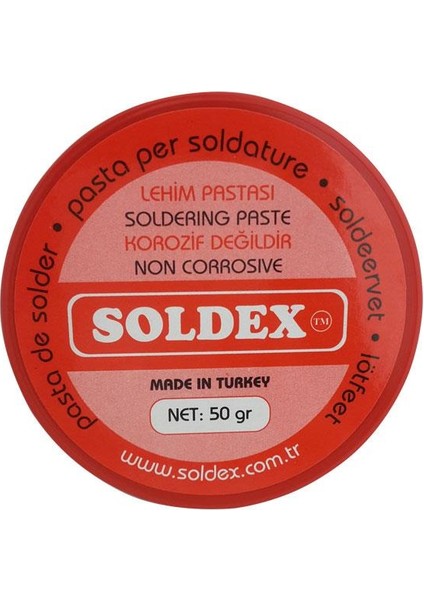 pasta de solder • pasta per soldature • soldeervet • lötfeet
LEHİM PASTASI
SOLDERING PASTE
KOROZİF DEĞİLDİR
NON CORROSIVE
SOLDEX TM
MADE IN TURKEY
NET: 50 gr
www.soldex.com.tr